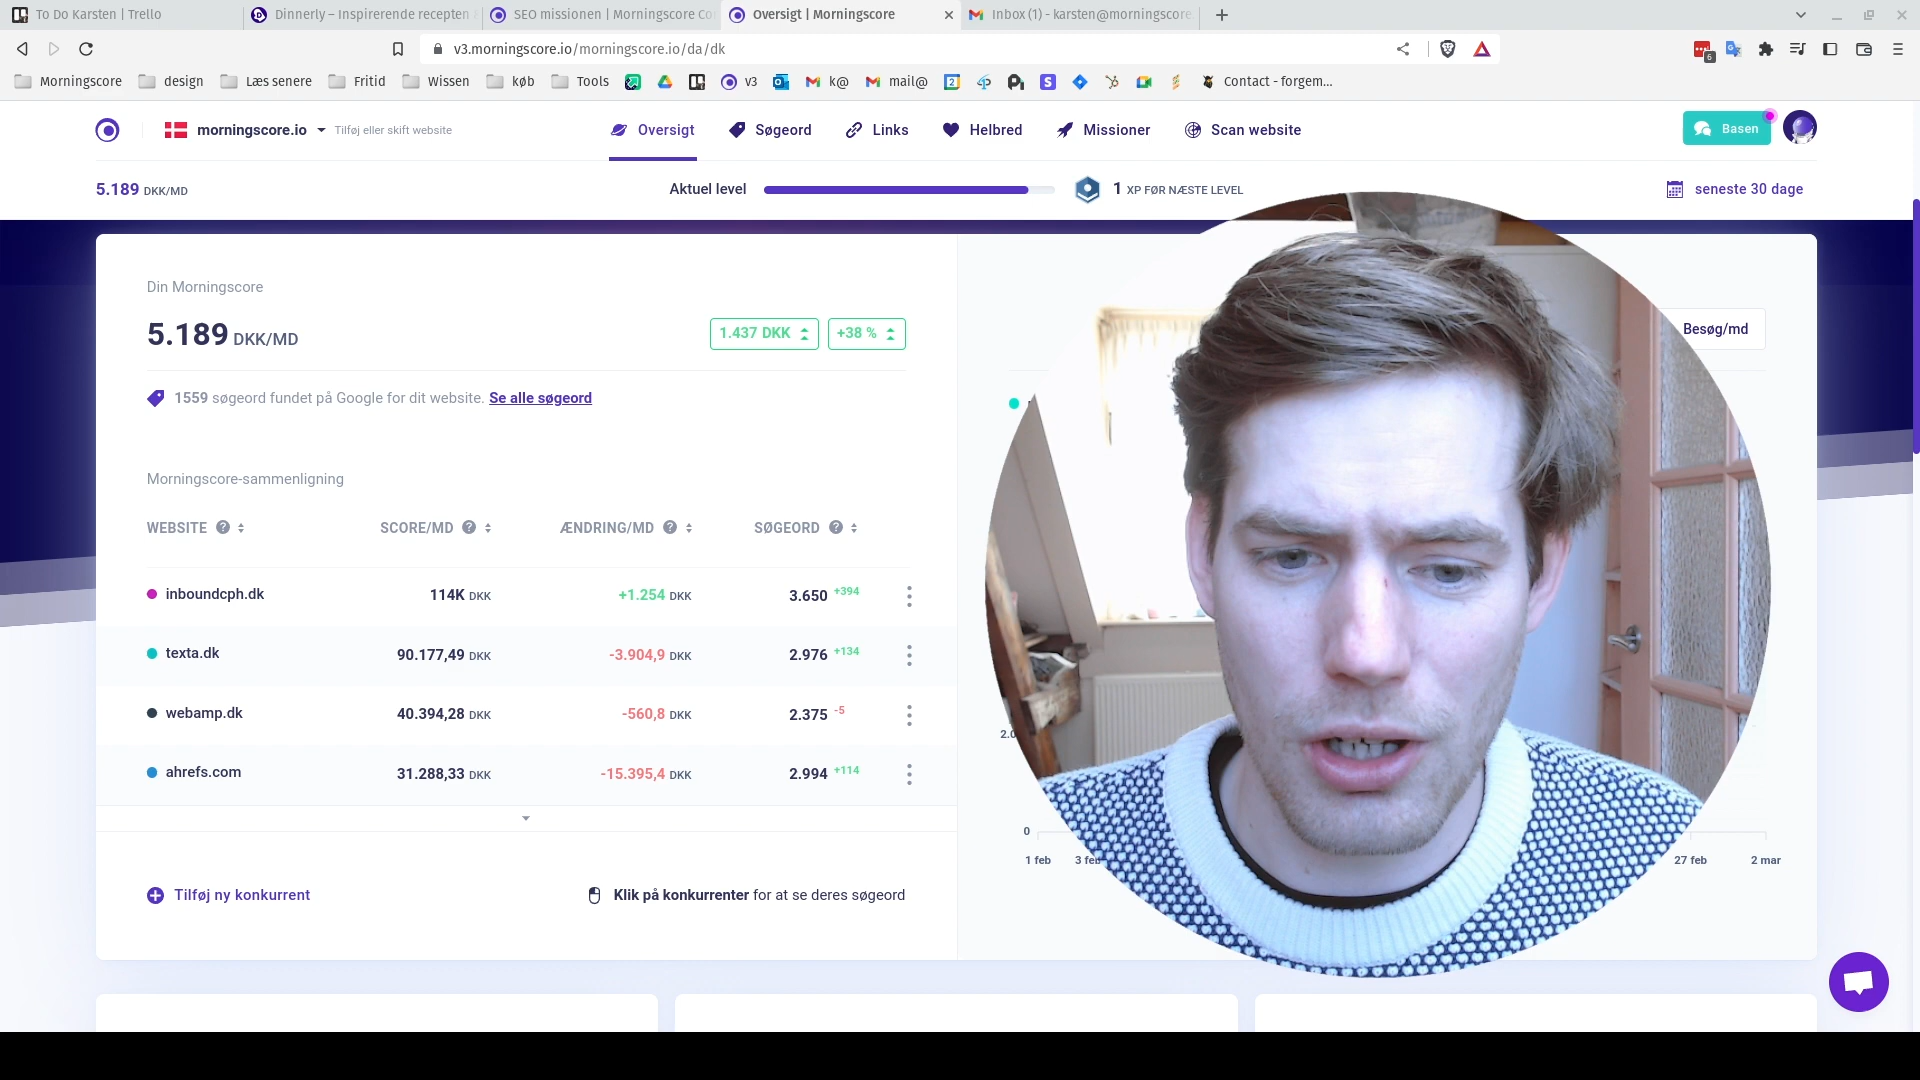 To Do Karsten | Trello
Dinnerly – Inspirerende recepten
SEO missionen | Morningscore Co
Oversigt | Morningscore
Inbox (1) - karsten@morningscore
v3.morningscore.io/morningscore.io/da/dk
6
Morningscore
design
Læs senere
Fritid
Wissen
køb
Tools
v3
k@
mail@
Contact - forgem...
morningscore.io
Tilføj eller skift website
Oversigt
Søgeord
Links
Helbred
Missioner
Scan website
Basen
5.189 DKK/MD
Aktuel level
1 XP FØR NÆSTE LEVEL
seneste 30 dage
Din Morningscore
5.189 DKK/MD
1.437 DKK
+38 %
Besøg/md
1559 søgeord fundet på Google for dit website. Se alle søgeord
Morningscore-sammenligning
WEBSITE SCORE/MD ÆNDRING/MD SØGEORD
inboundcph.dk 114K DKK +1.254 DKK 3.650 +394
texta.dk 90.177,49 DKK -3.904,9 DKK 2.976 +134
webamp.dk 40.394,28 DKK -560,8 DKK 2.375 -5
ahrefs.com 31.288,33 DKK -15.395,4 DKK 2.994 +114
0
1 feb 3 feb 27 feb 2 mar
Tilføj ny konkurrent
Klik på konkurrenter for at se deres søgeord